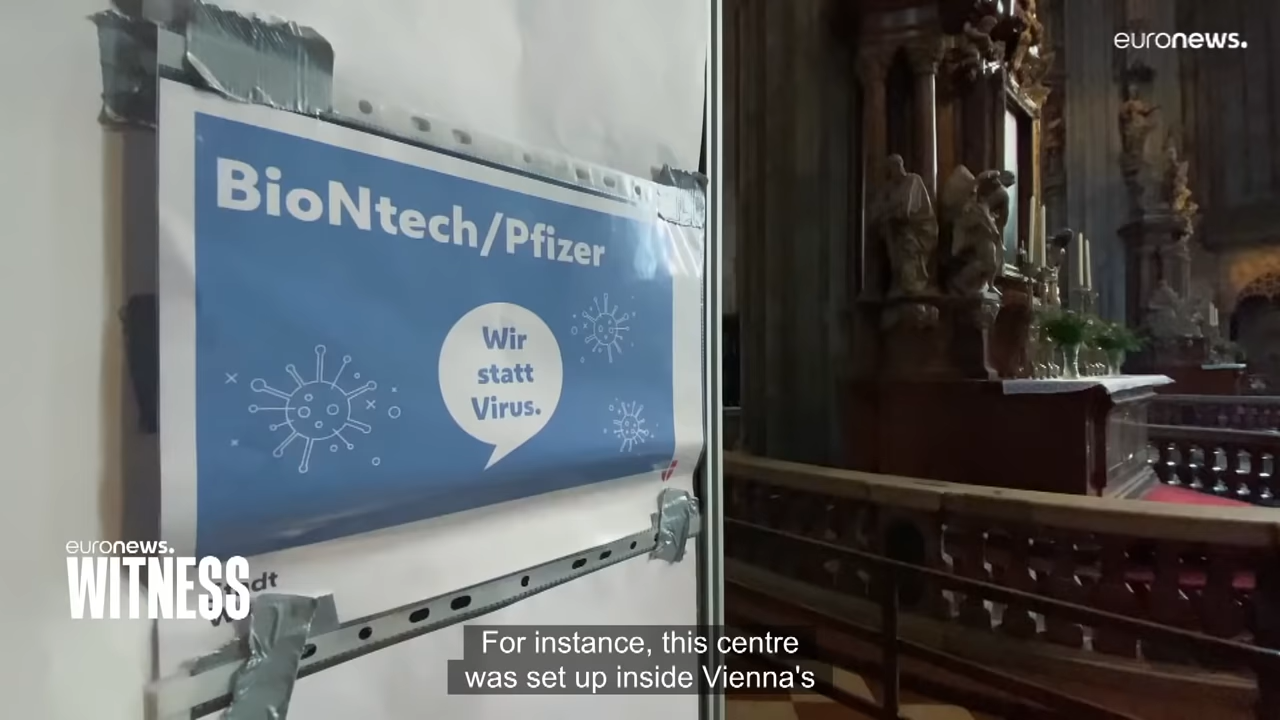 euronews.
BioNtech/Pfizer
Wir
statt
Virus.
euronews.
WITNESS
For instance, this centre
was set up inside Vienna's